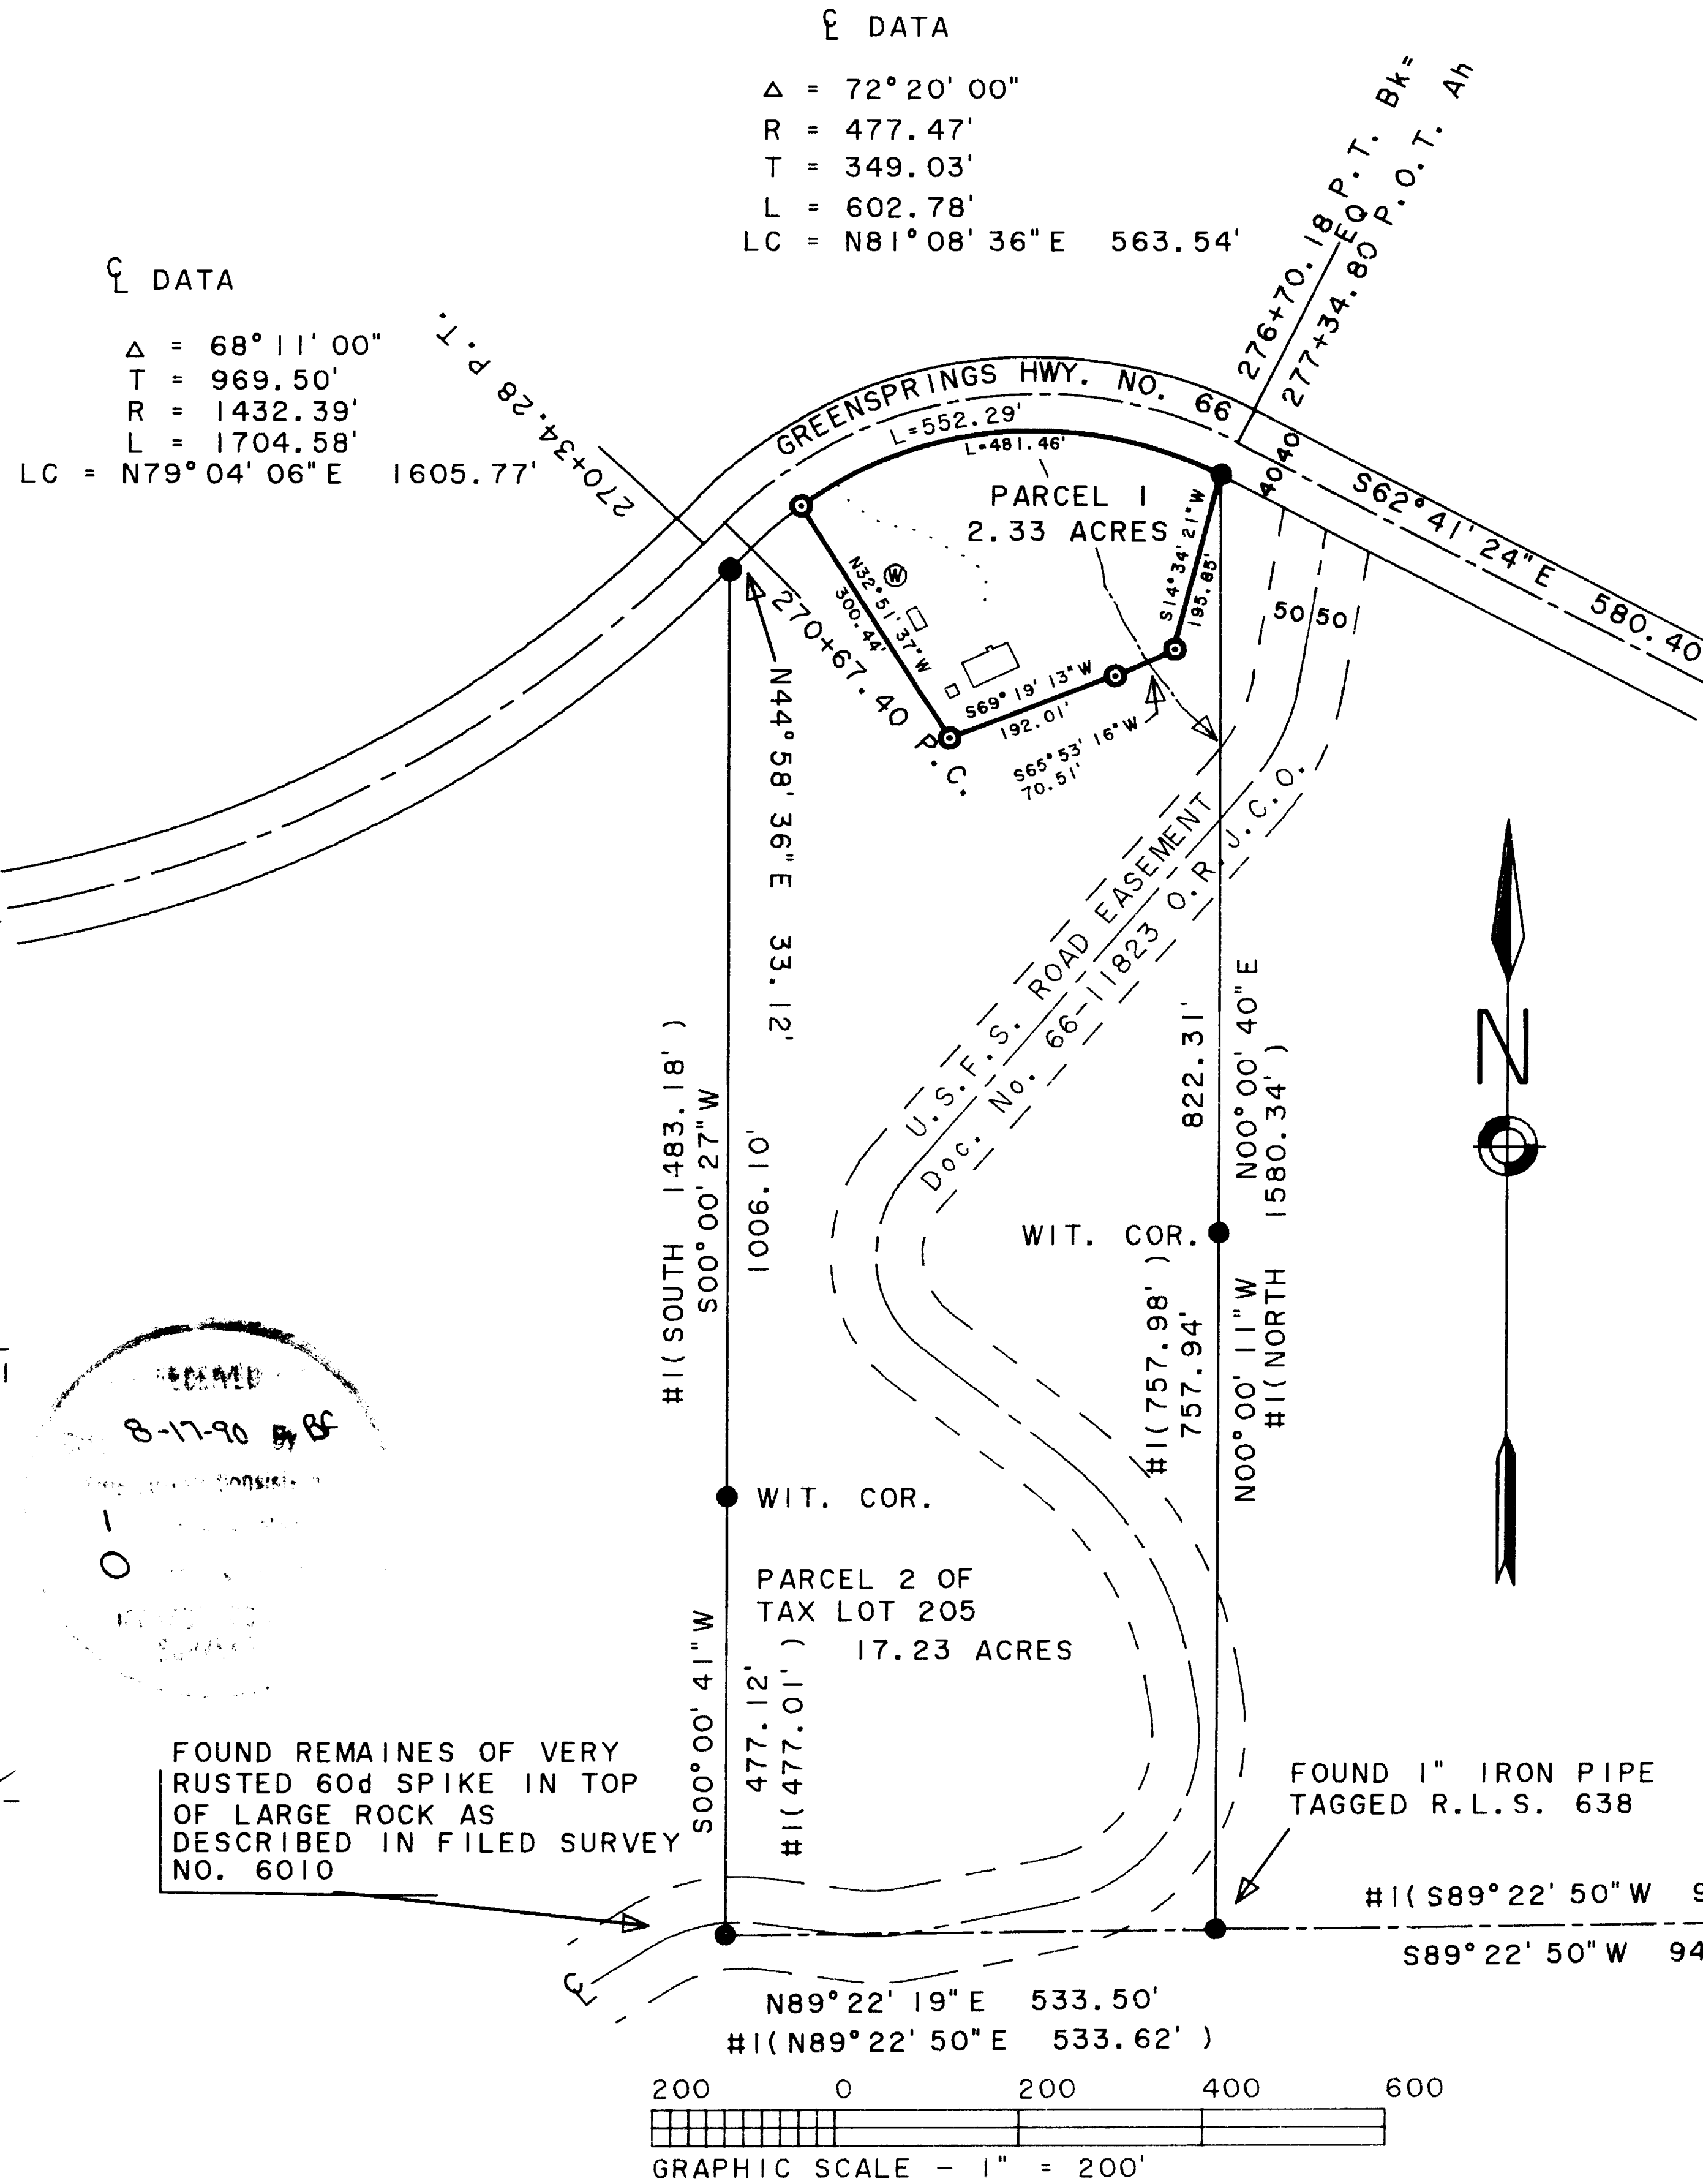 ℄ DATA
Δ = 72°20'00"
R = 477.47'
T = 349.03'
L = 602.78'
LC = N81°08'36"E 563.54'
℄ DATA
Δ = 68°11'00"
T = 969.50'
R = 1432.39'
L = 1704.58'
LC = N79°04'06"E 1605.77'
270+34.28 P.T.
276+70.18 P.T. Bk=
EQ
277+34.80 P.O.T. Ah
GREENSPRINGS HWY. NO. 66
L=552.29'
L=481.46'
PARCEL 1
2.33 ACRES
40 40
S62°41'24"E 580.40
S14°34'21"W
195.85'
50 50
W
N32°51'37"W
300.44'
270+67.40 P.C.
S69°19'13"W
192.01'
S65°53'16"W
70.51'
N44°58'36"E 33.12'
U.S.F.S. ROAD EASEMENT
Doc. No. 66-11823 O.R.J.C.O.
#1(SOUTH 1483.18')
S00°00'27"W
1006.10'
822.31'
N00°00'40"E
#1(NORTH 1580.34')
N
WIT. COR.
#1(757.98')
757.94'
N00°00'11"W
8-17-90 By BF
WIT. COR.
PARCEL 2 OF
TAX LOT 205
17.23 ACRES
S00°00'41"W
477.12'
#1(477.01')
FOUND REMAINES OF VERY
RUSTED 60d SPIKE IN TOP
OF LARGE ROCK AS
DESCRIBED IN FILED SURVEY
NO. 6010
FOUND 1" IRON PIPE
TAGGED R.L.S. 638
#1(S89°22'50"W 9
S89°22'50"W 94
℄
N89°22'19"E 533.50'
#1(N89°22'50"E 533.62')
200 0 200 400 600
GRAPHIC SCALE - 1" = 200'